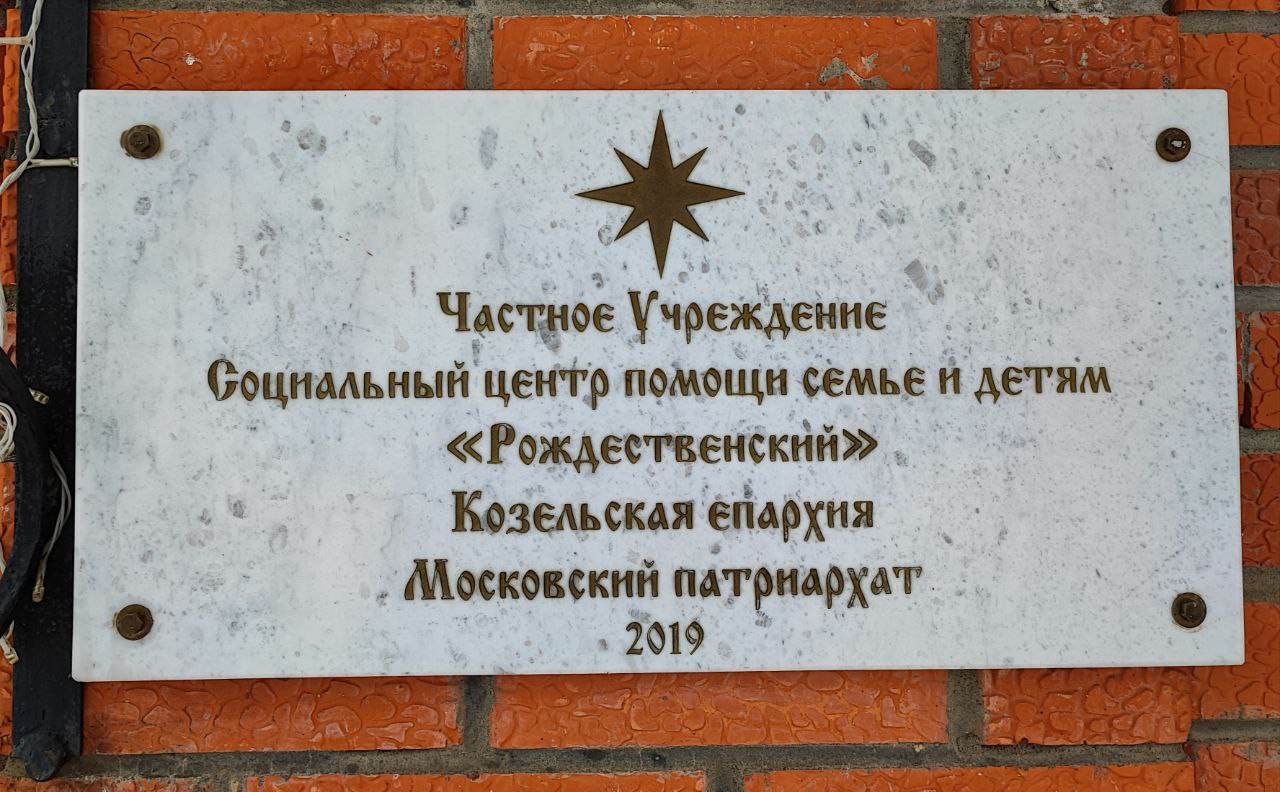 Частное Учреждение
Социальный центр помощи семье и детям
«Рождественский»
Козельская епархия
Московский патриархат
2019